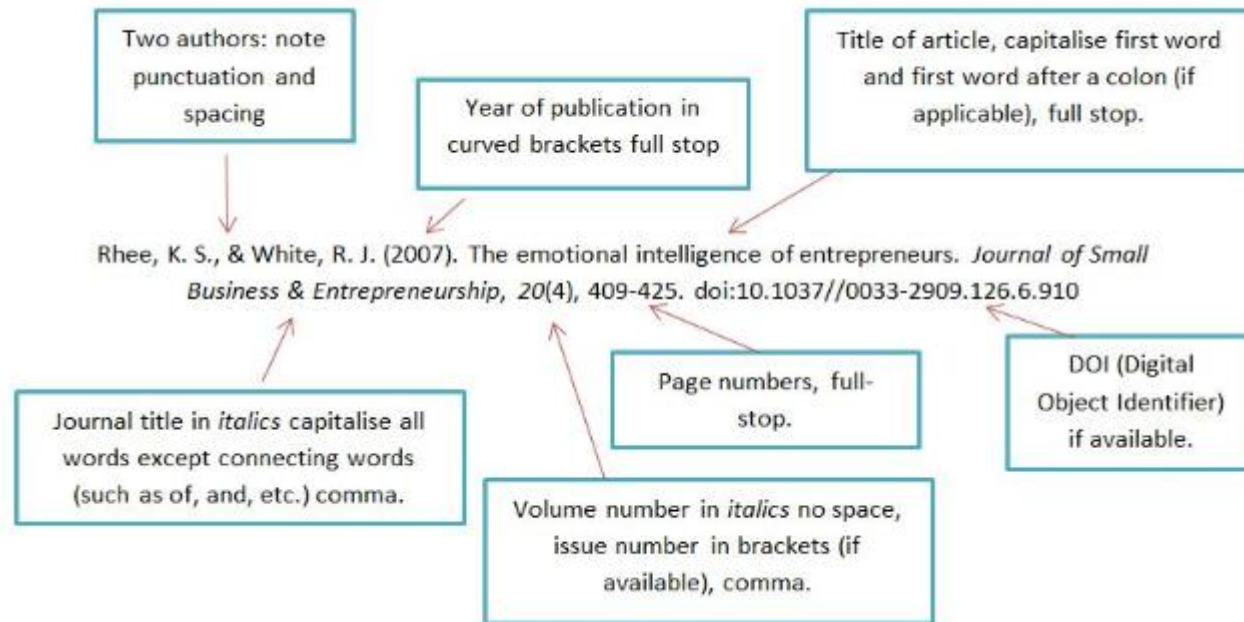 Two authors: note
punctuation and
spacing
Year of publication in
curved brackets full stop
Title of article, capitalise first word
and first word after a colon (if
applicable), full stop.
Rhee, K. S., & White, R. J. (2007). The emotional intelligence of entrepreneurs. Journal of Small
Business & Entrepreneurship, 20(4), 409-425. doi:10.1037//0033-2909.126.6.910
Journal title in italics capitalise all
words except connecting words
(such as of, and, etc.) comma.
Volume number in italics no space,
issue number in brackets (if
available), comma.
Page numbers, full-
stop.
DOI (Digital
Object Identifier)
if available.